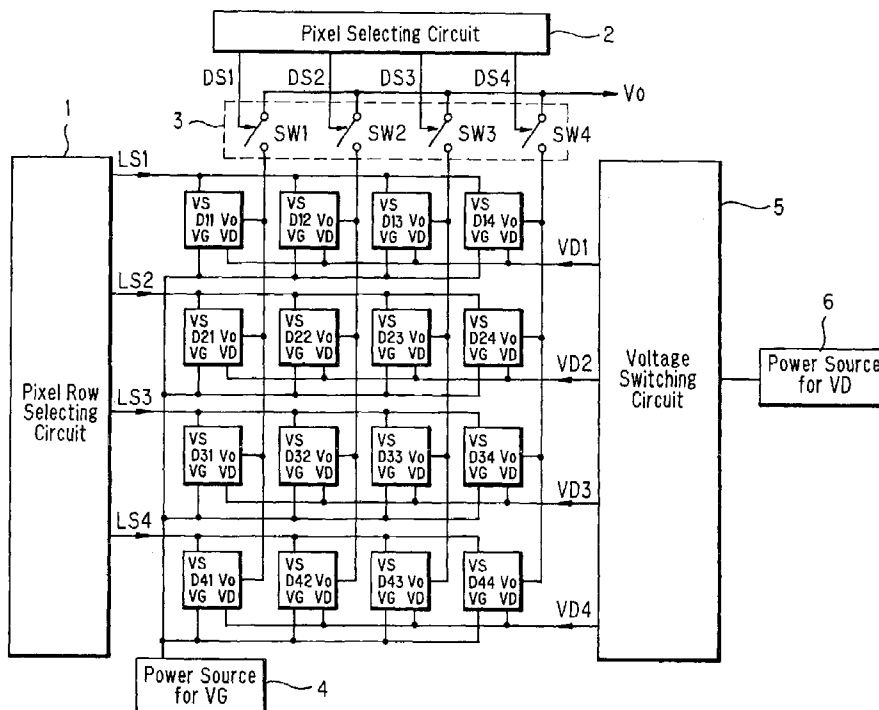 Pixel Selecting Circuit
2
DS1 DS2 DS3 DS4
Vo
1
3
SW1 SW2 SW3 SW4
LS1
5
VS VS VS VS
D11 Vo D12 Vo D13 Vo D14 Vo
VG VD VG VD VG VD VG VD
VD1
LS2
VS VS VS VS
D21 Vo D22 Vo D23 Vo D24 Vo
VG VD VG VD VG VD VG VD
VD2
6
Pixel Row
Selecting
Circuit
Voltage
Switching
Circuit
Power Source
for VD
LS3
VS VS VS VS
D31 Vo D32 Vo D33 Vo D34 Vo
VG VD VG VD VG VD VG VD
VD3
LS4
VS VS VS VS
D41 Vo D42 Vo D43 Vo D44 Vo
VG VD VG VD VG VD VG VD
VD4
Power Source
for VG
4